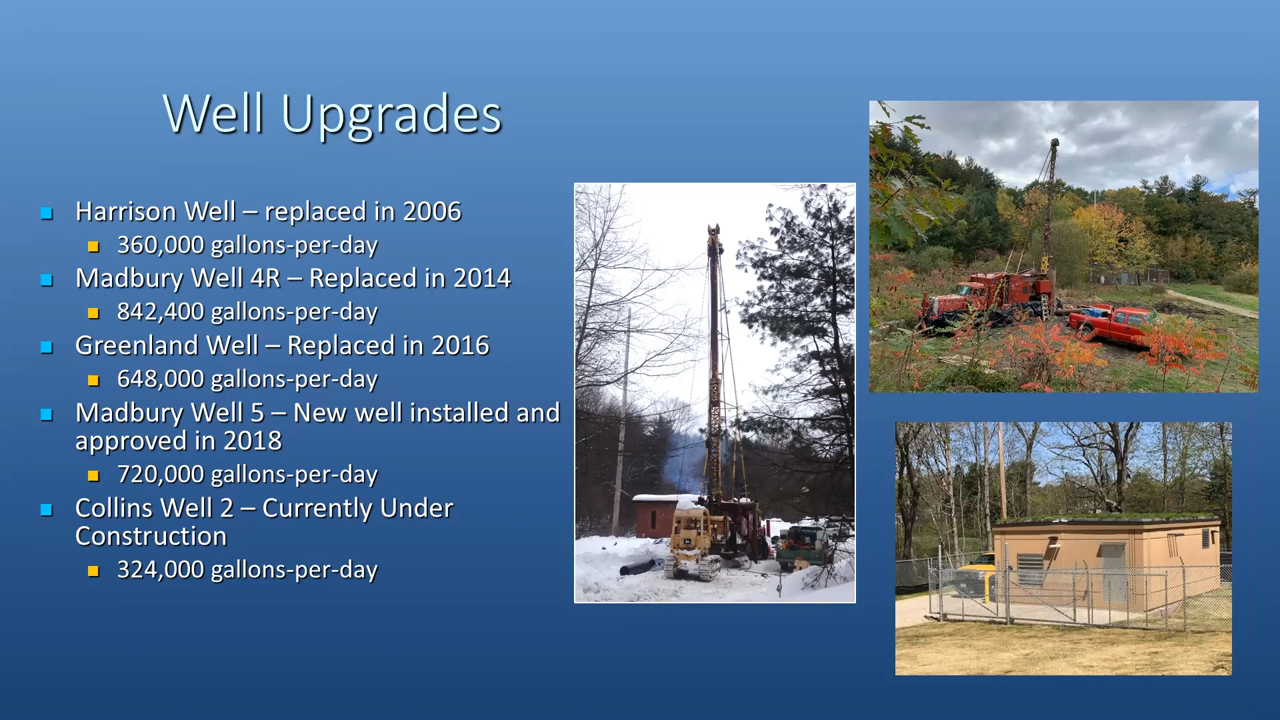 Well Upgrades
Harrison Well – replaced in 2006
360,000 gallons-per-day
Madbury Well 4R – Replaced in 2014
842,400 gallons-per-day
Greenland Well – Replaced in 2016
648,000 gallons-per-day
Madbury Well 5 – New well installed and
approved in 2018
720,000 gallons-per-day
Collins Well 2 – Currently Under
Construction
324,000 gallons-per-day